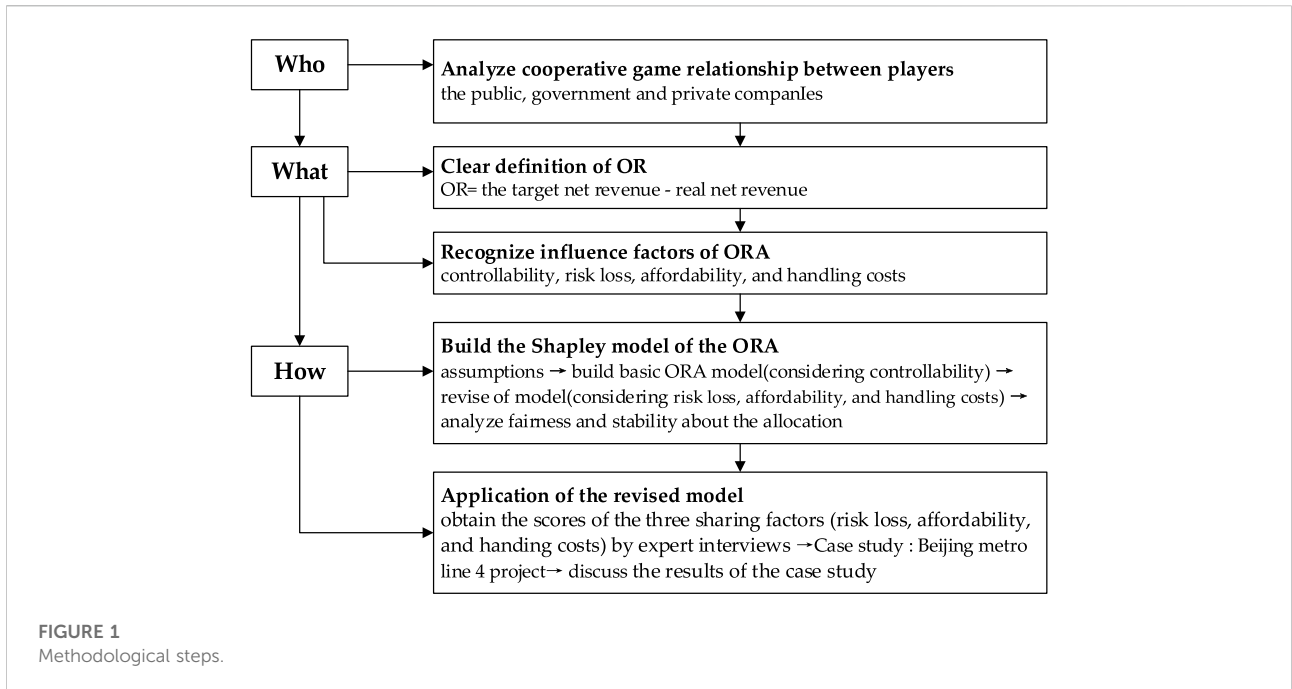 Who
Analyze cooperative game relationship between players
the public, government and private companIes
What
Clear definition of OR
OR= the target net revenue - real net revenue
Recognize influence factors of ORA
controllability, risk loss, affordability, and handling costs
How
Build the Shapley model of the ORA
assumptions → build basic ORA model(considering controllability) →
revise of model(considering risk loss, affordability, and handling costs) →
analyze fairness and stability about the allocation
Application of the revised model
obtain the scores of the three sharing factors (risk loss, affordability,
and handing costs) by expert interviews →Case study : Beijing metro
line 4 project→ discuss the results of the case study
FIGURE 1
Methodological steps.